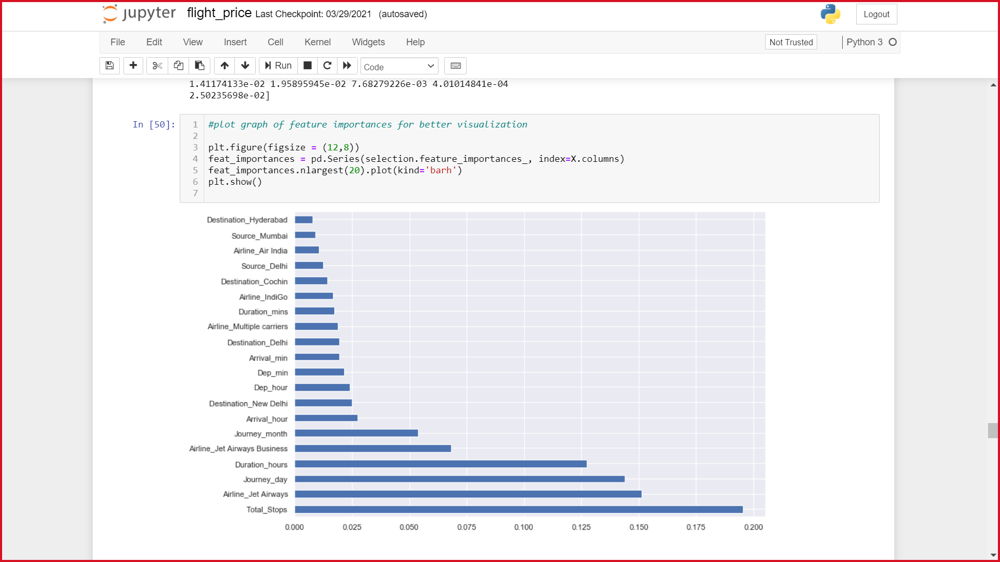 jupyter flight_price Last Checkpoint: 03/29/2021 (autosaved) Logout
File Edit View Insert Cell Kernel Widgets Help Not Trusted Python 3
Run Code
1.41174133e-02 1.95895945e-02 7.68279226e-03 4.01014841e-04
2.50235698e-02]
In [50]:
1 #plot graph of feature importances for better visualization
2
3 plt.figure(figsize = (12,8))
4 feat_importances = pd.Series(selection.feature_importances_, index=X.columns)
5 feat_importances.nlargest(20).plot(kind='barh')
6 plt.show()
7
Destination_Hyderabad
Source_Mumbai
Airline_Air India
Source_Delhi
Destination_Cochin
Airline_IndiGo
Duration_mins
Airline_Multiple carriers
Destination_Delhi
Arrival_min
Dep_min
Dep_hour
Destination_New Delhi
Arrival_hour
Journey_month
Airline_Jet Airways Business
Duration_hours
Journey_day
Airline_Jet Airways
Total_Stops
0.000 0.025 0.050 0.075 0.100 0.125 0.150 0.175 0.200